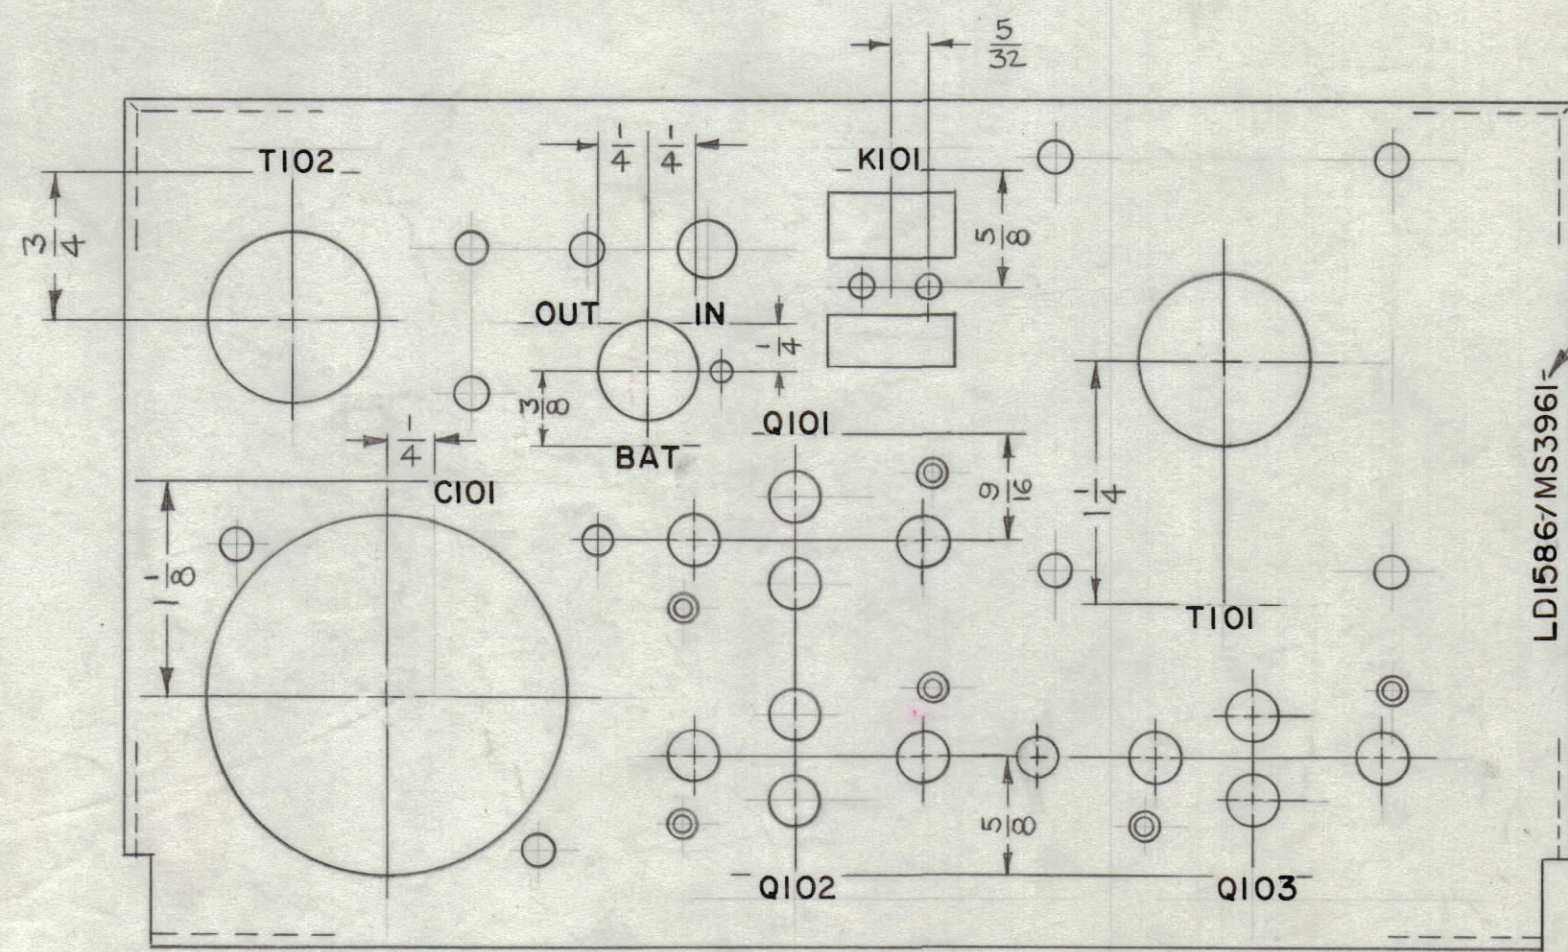 5/32
T102
1/4
1/4
K101
3/4
5/8
OUT
IN
1/4
3/8
Q101
1/4
BAT
C101
9/16
1 1/4
1 1/8
T101
LD1586/MS3961
5/8
Q102
Q103